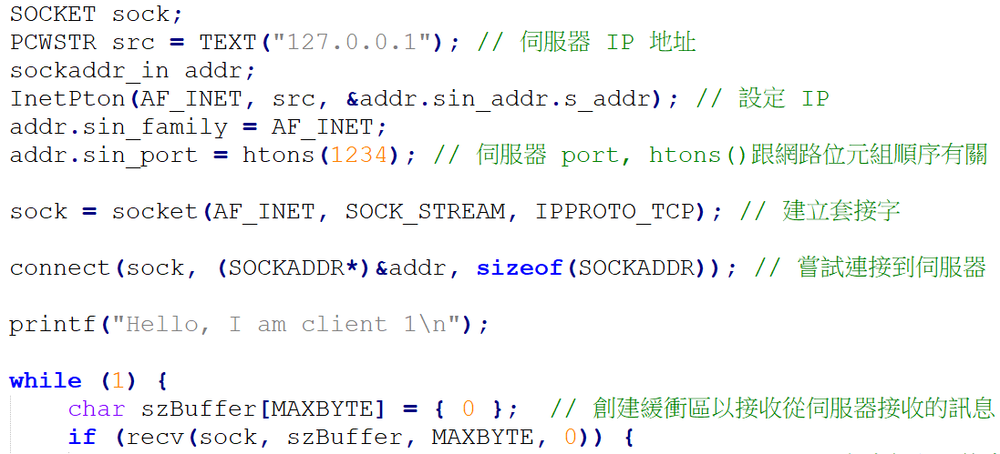 SOCKET sock;
PCWSTR src = TEXT("127.0.0.1"); // 伺服器 IP 地址
sockaddr_in addr;
InetPton(AF_INET, src, &addr.sin_addr.s_addr); // 設定 IP
addr.sin_family = AF_INET;
addr.sin_port = htons(1234); // 伺服器 port, htons()跟網路位元組順序有關
sock = socket(AF_INET, SOCK_STREAM, IPPROTO_TCP); // 建立套接字
connect(sock, (SOCKADDR*)&addr, sizeof(SOCKADDR)); // 嘗試連接到伺服器
printf("Hello, I am client 1\n");
while (1) {
char szBuffer[MAXBYTE] = { 0 }; // 創建緩衝區以接收從伺服器接收的訊息
if (recv(sock, szBuffer, MAXBYTE, 0)) {